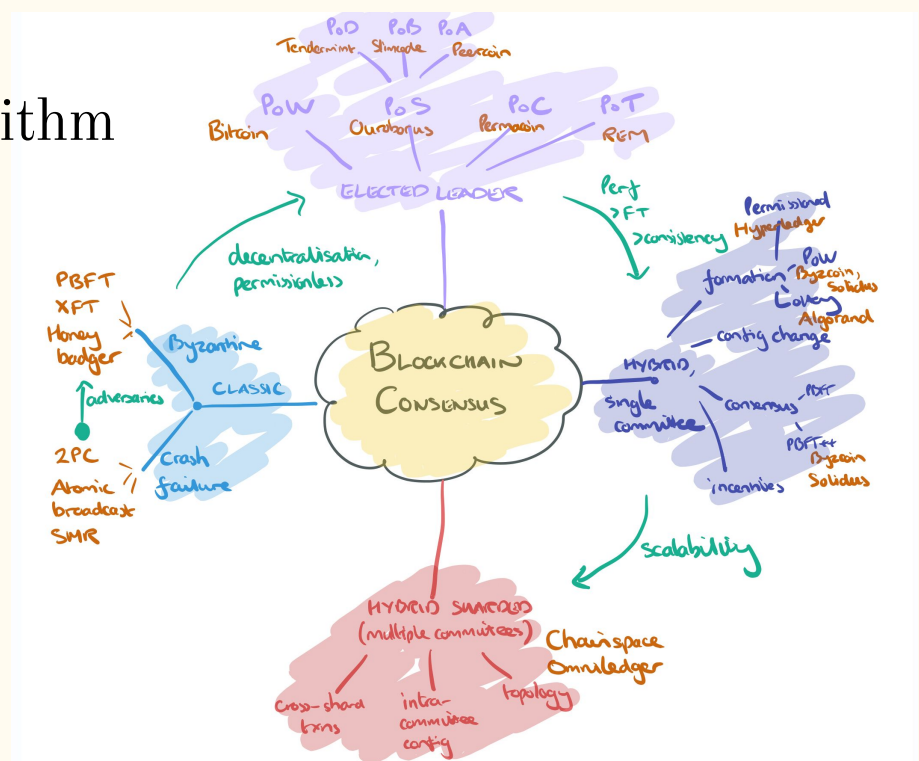 ithm
PoD PoB PoA
Tendermint Slimcode Peercoin
PoW PoS PoC PoT
Bitcoin Ouroborus Permacoin REM
ELECTED LEADER
decentralisation,
permissionless
Perf
>FT
>consistency
Permissioned
Hyperledger
formation
PoW
Byzcoin,
Solidus
Lottery
Algorand
config change
HYBRID,
single
committee
consensus
PBFT
PBFT++
Byzcoin
Solidus
incentives
BLOCKCHAIN
CONSENSUS
PBFT
XFT
Honey
badger
Byzantine
CLASSIC
adversaries
2PC
Atomic
broadcast
SMR
Crash
failure
scalability
HYBRID SHARDED
(multiple committees)
Chainspace
Omniledger
cross-shard
txns
intra-
committee
config
topology